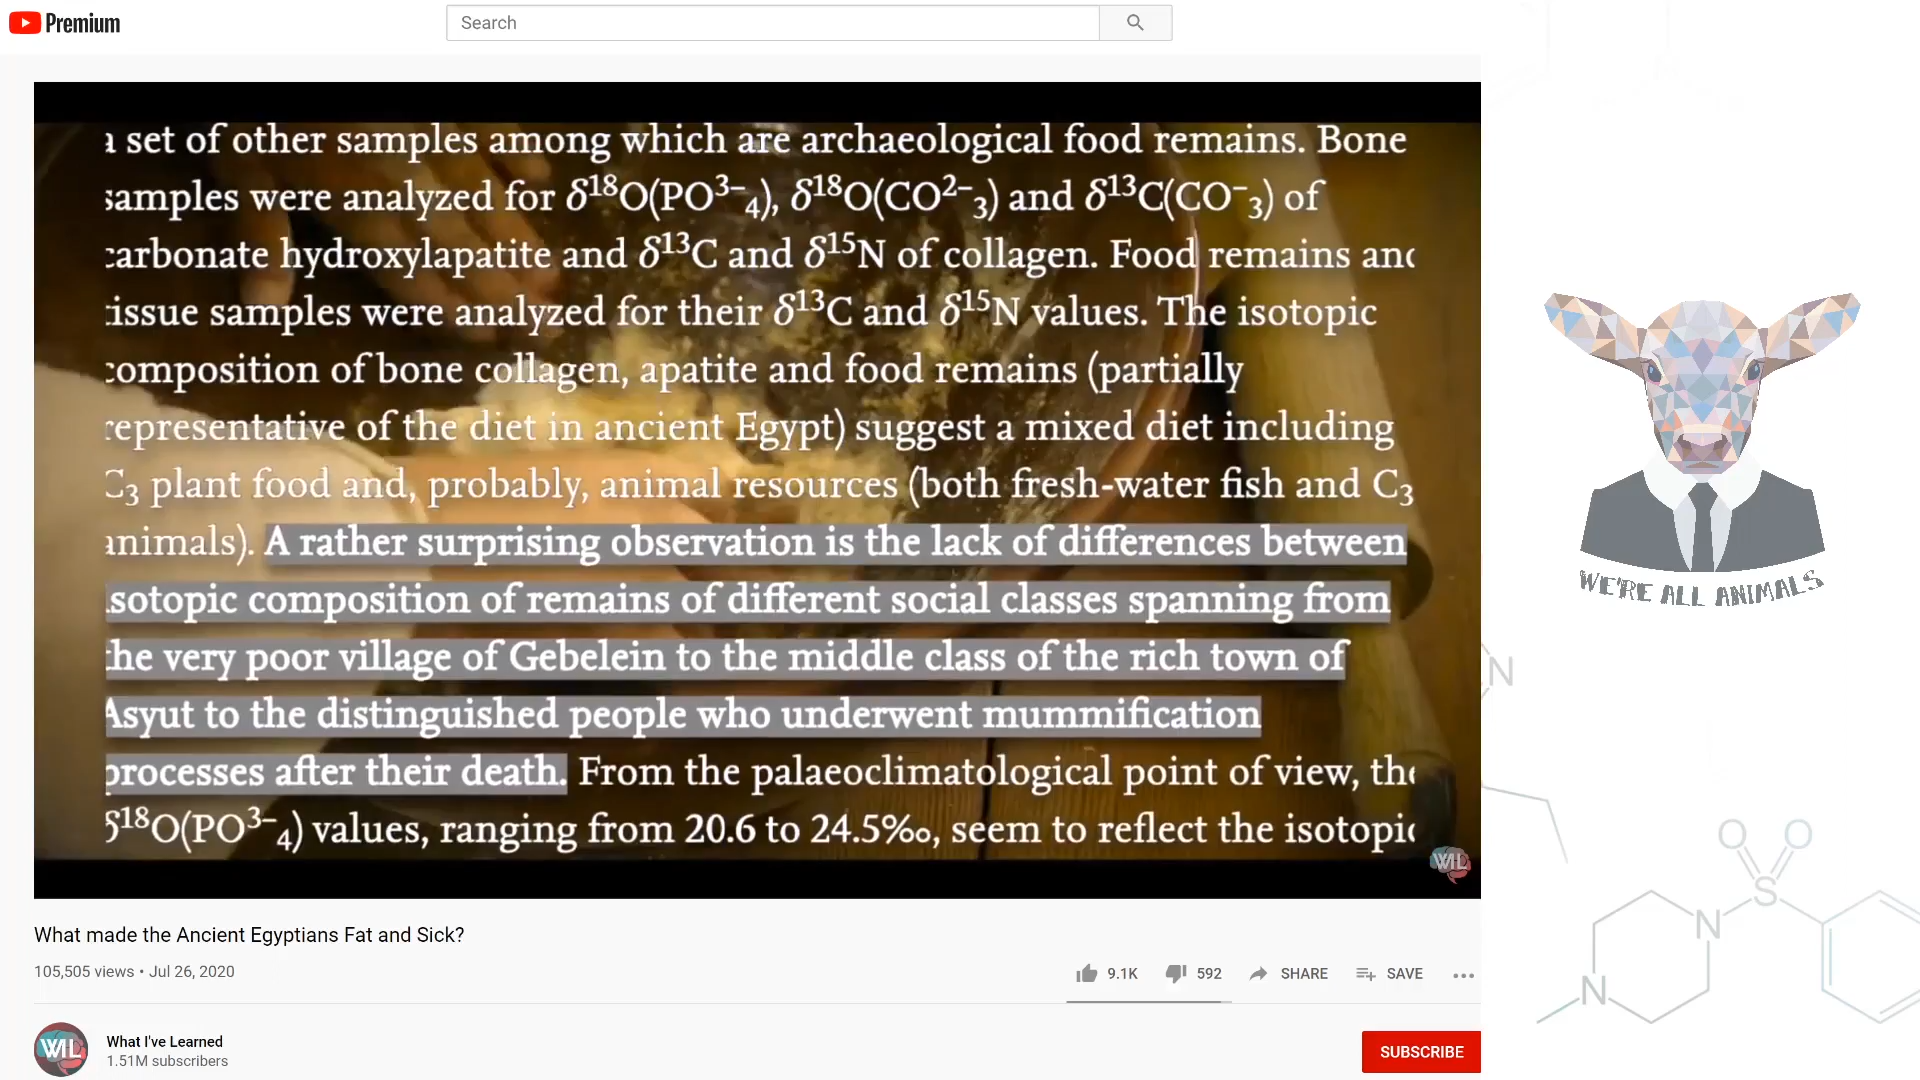 Premium
Search
a set of other samples among which are archaeological food remains. Bone
samples were analyzed for δ¹⁸O(PO³⁻₄), δ¹⁸O(CO²⁻₃) and δ¹³C(CO⁻₃) of
carbonate hydroxylapatite and δ¹³C and δ¹⁵N of collagen. Food remains and
tissue samples were analyzed for their δ¹³C and δ¹⁵N values. The isotopic
composition of bone collagen, apatite and food remains (partially
representative of the diet in ancient Egypt) suggest a mixed diet including
C₃ plant food and, probably, animal resources (both fresh-water fish and C₃
animals). A rather surprising observation is the lack of differences between
isotopic composition of remains of different social classes spanning from
the very poor village of Gebelein to the middle class of the rich town of
Asyut to the distinguished people who underwent mummification
processes after their death. From the palaeoclimatological point of view, the
δ¹⁸O(PO³⁻₄) values, ranging from 20.6 to 24.5‰, seem to reflect the isotopic
WIL
What made the Ancient Egyptians Fat and Sick?
105,505 views • Jul 26, 2020
9.1K 592 SHARE SAVE
WIL
What I've Learned
1.51M subscribers
SUBSCRIBE
WE'RE ALL ANIMALS
N
O O
S
N
N